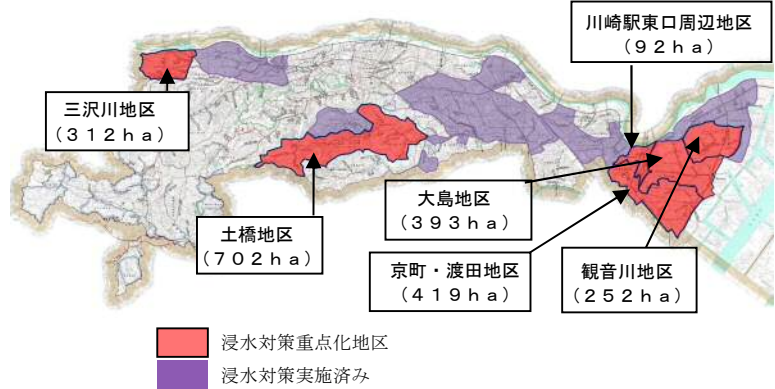 川崎駅東口周辺地区
(92ha)
三沢川地区
(312ha)
大島地区
(393ha)
土橋地区
(702ha)
京町・渡田地区
(419ha)
観音川地区
(252ha)
浸水対策重点化地区
浸水対策実施済み